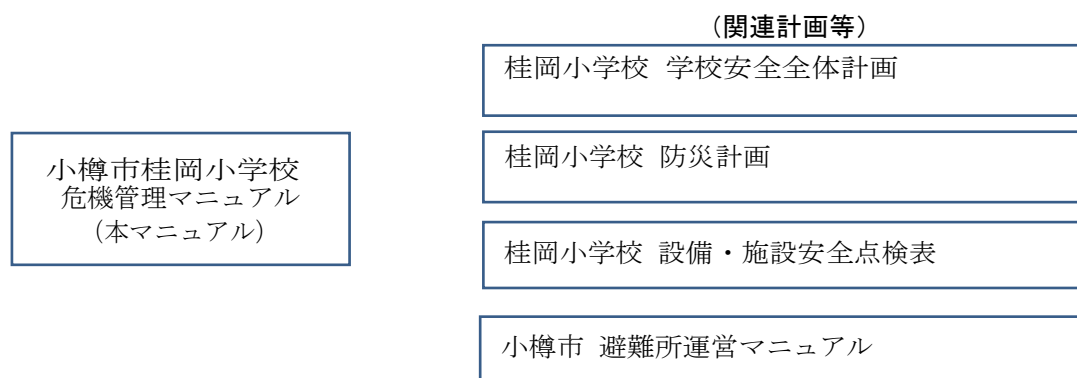 （関連計画等）
桂岡小学校 学校安全全体計画
小樽市桂岡小学校
危機管理マニュアル
（本マニュアル）
桂岡小学校 防災計画
桂岡小学校 設備・施設安全点検表
小樽市 避難所運営マニュアル